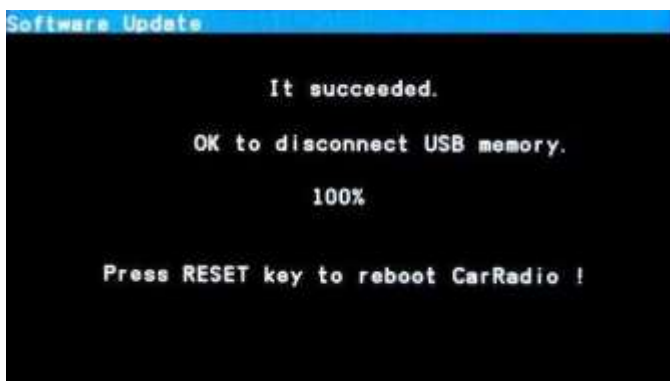 Software Update
It succeeded.
OK to disconnect USB memory.
100%
Press RESET key to reboot CarRadio !